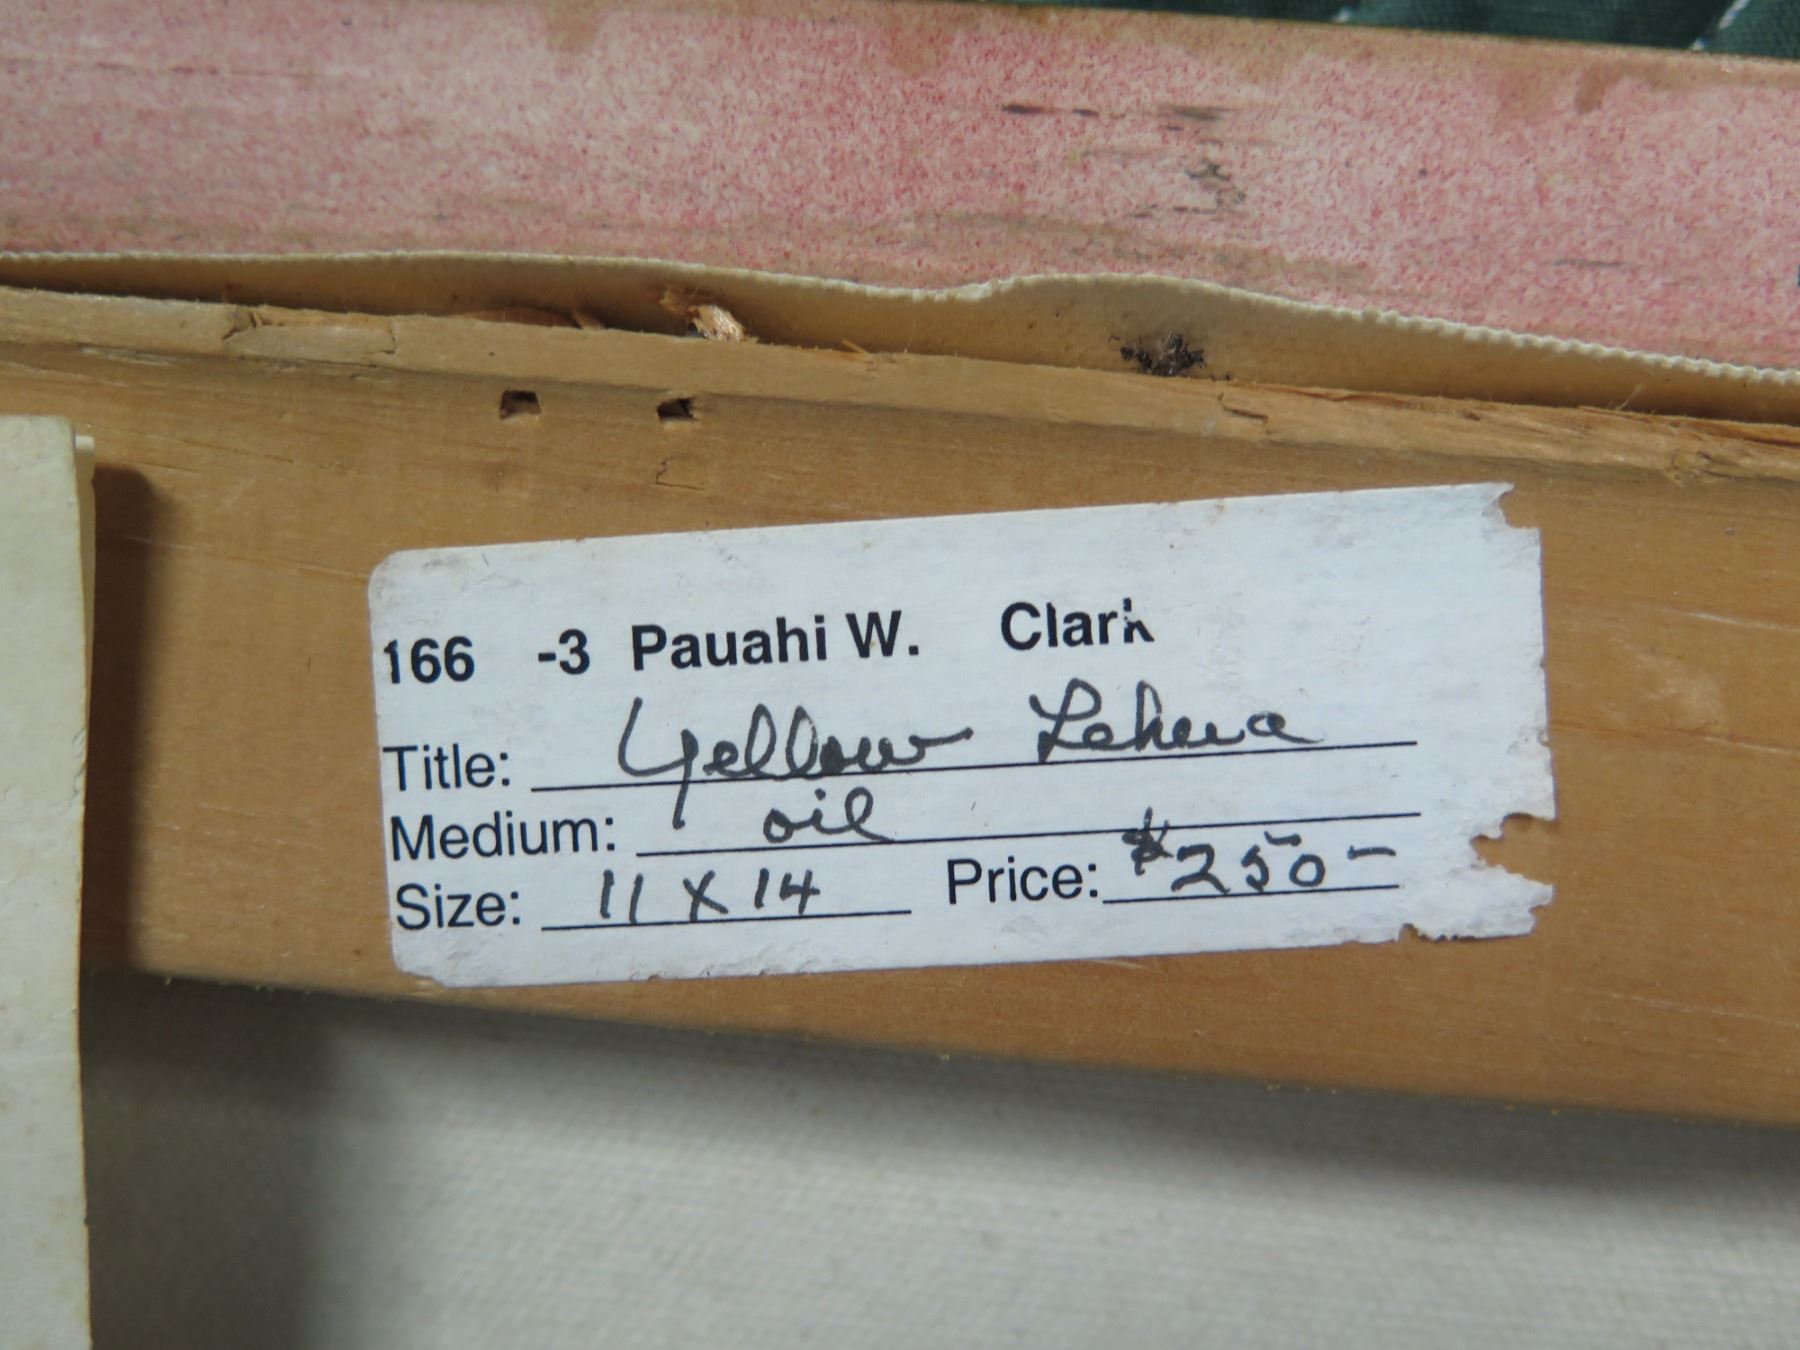 166 -3 Pauahi W. Clark
Title: Yellow Lehua
Medium: oil
Size: 11 X 14 Price: $250-